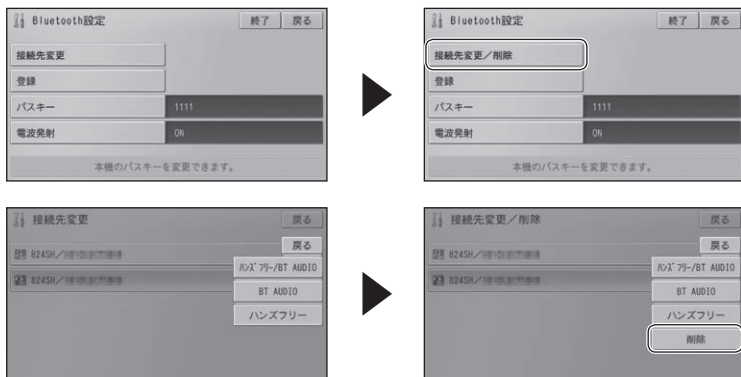 Bluetooth設定 終了 戻る
接続先変更
登録
パスキー 1111
電波発射 ON
本機のパスキーを変更できます。
Bluetooth設定 終了 戻る
接続先変更／削除
登録
パスキー 1111
電波発射 ON
本機のパスキーを変更できます。
接続先変更 戻る
戻る
824SH／
ﾊﾝｽﾞﾌﾘｰ/BT AUDIO
824SH／
BT AUDIO
ハンズフリー
接続先変更／削除 戻る
戻る
824SH／
ﾊﾝｽﾞﾌﾘｰ/BT AUDIO
824SH／
BT AUDIO
ハンズフリー
削除